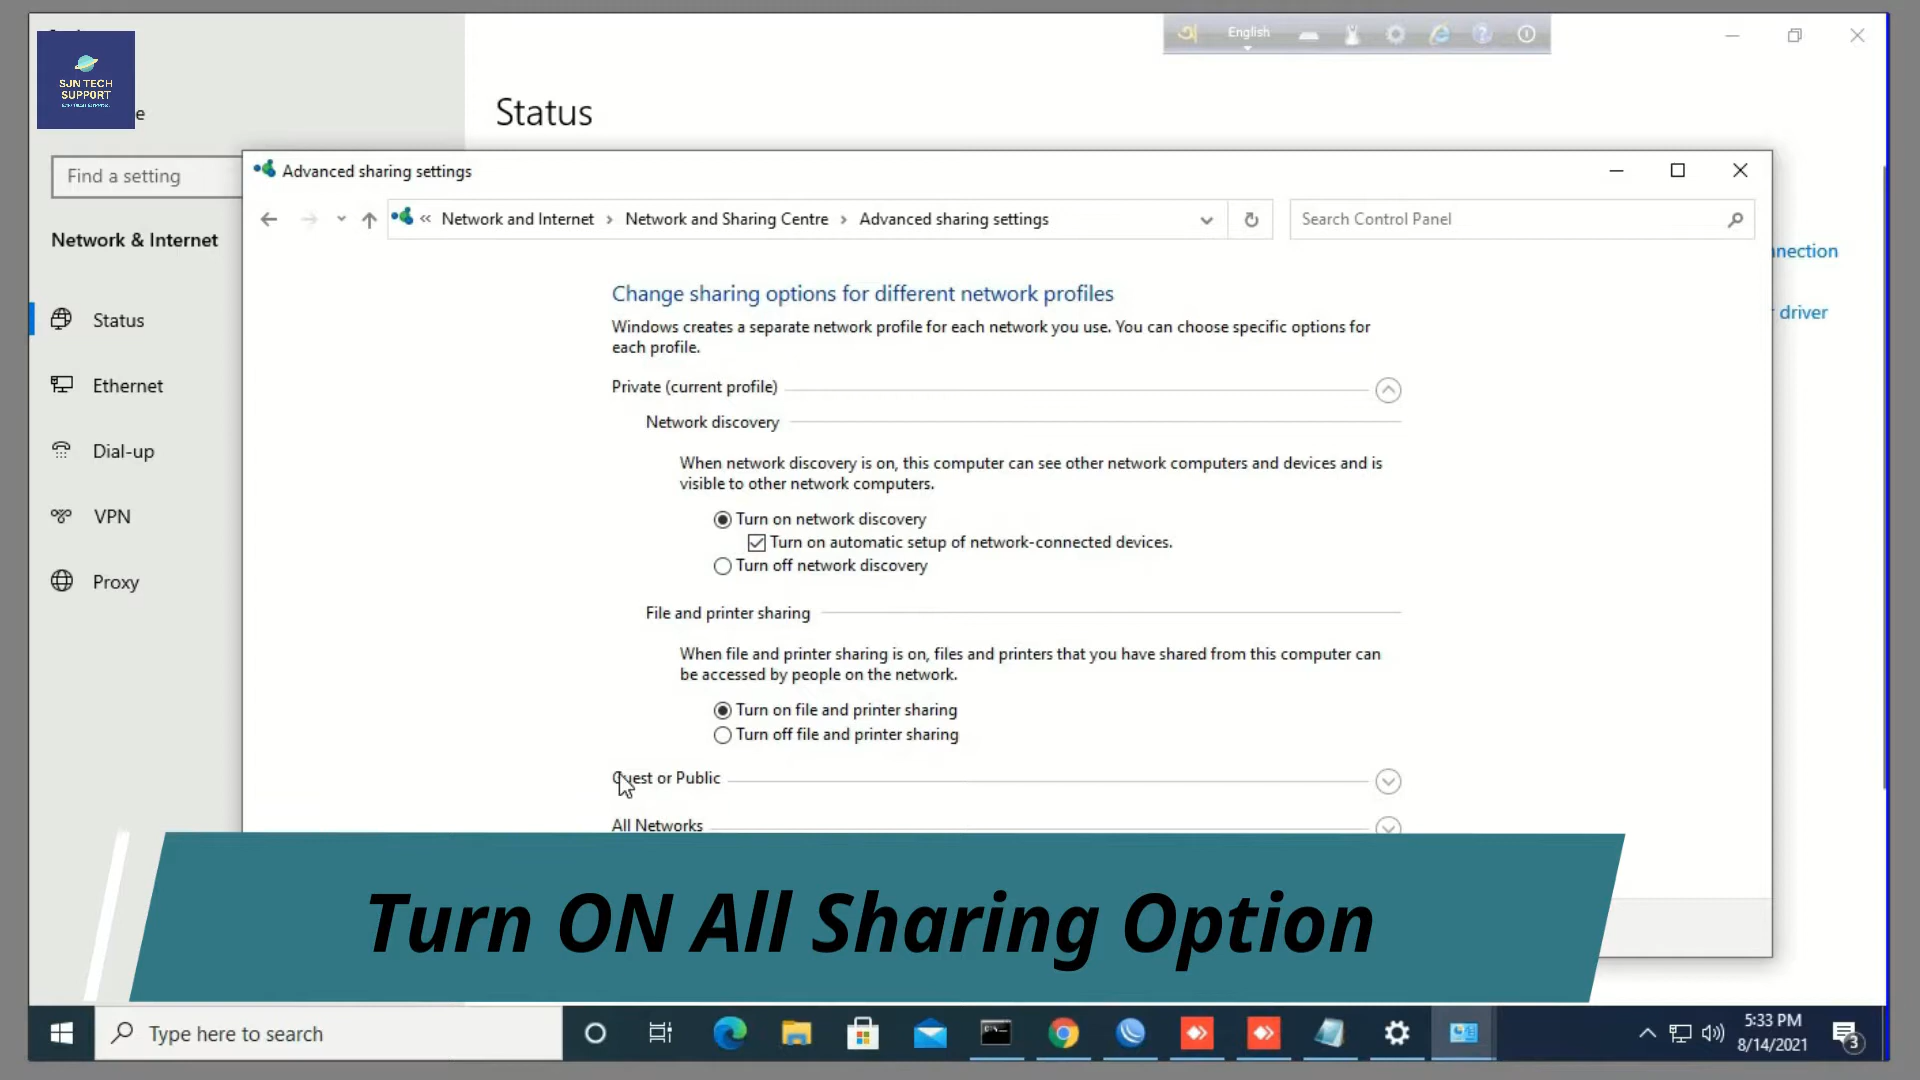 SJN TECH
SUPPORT
e
English
Status
Find a setting
Advanced sharing settings
« Network and Internet > Network and Sharing Centre > Advanced sharing settings
Search Control Panel
Network & Internet
nnection
driver
Status
Ethernet
Dial-up
VPN
Proxy
Change sharing options for different network profiles
Windows creates a separate network profile for each network you use. You can choose specific options for
each profile.
Private (current profile)
Network discovery
When network discovery is on, this computer can see other network computers and devices and is
visible to other network computers.
Turn on network discovery
Turn on automatic setup of network-connected devices.
Turn off network discovery
File and printer sharing
When file and printer sharing is on, files and printers that you have shared from this computer can
be accessed by people on the network.
Turn on file and printer sharing
Turn off file and printer sharing
Guest or Public
All Networks
Turn ON All Sharing Option
Type here to search
5:33 PM
8/14/2021
3